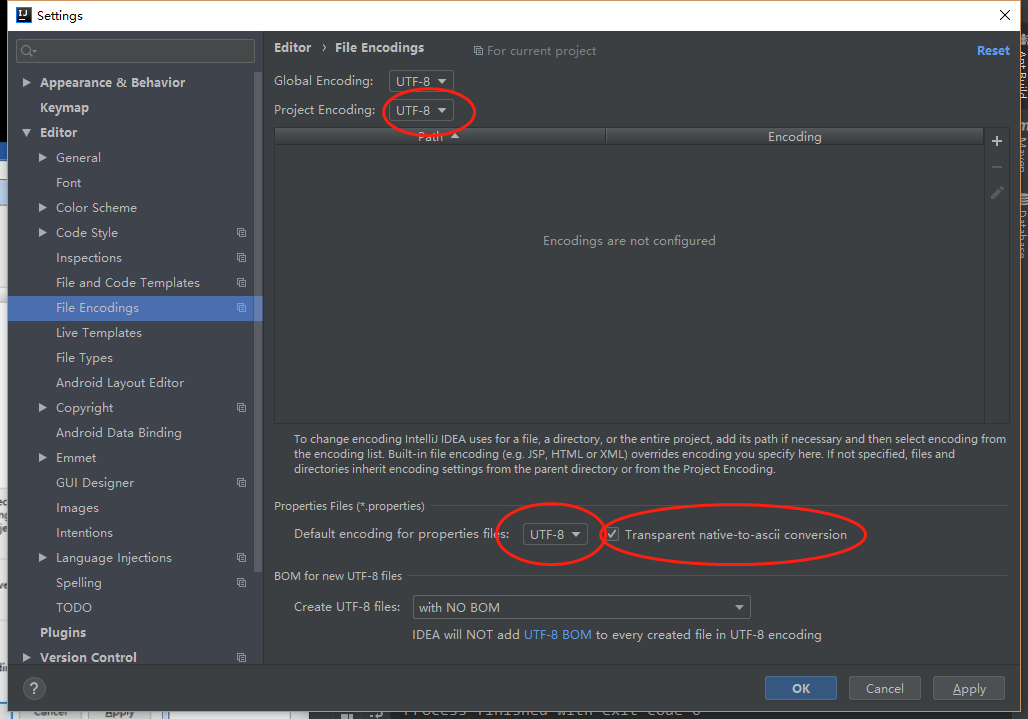 Settings
Editor › File Encodings For current project Reset
Global Encoding: UTF-8
Project Encoding: UTF-8
Path Encoding
Encodings are not configured
To change encoding IntelliJ IDEA uses for a file, a directory, or the entire project, add its path if necessary and then select encoding from
the encoding list. Built-in file encoding (e.g. JSP, HTML or XML) overrides encoding you specify here. If not specified, files and
directories inherit encoding settings from the parent directory or from the Project Encoding.
Properties Files (*.properties)
Default encoding for properties files: UTF-8 Transparent native-to-ascii conversion
BOM for new UTF-8 files
Create UTF-8 files: with NO BOM
IDEA will NOT add UTF-8 BOM to every created file in UTF-8 encoding
Appearance & Behavior
Keymap
Editor
General
Font
Color Scheme
Code Style
Inspections
File and Code Templates
File Encodings
Live Templates
File Types
Android Layout Editor
Copyright
Android Data Binding
Emmet
GUI Designer
Images
Intentions
Language Injections
Spelling
TODO
Plugins
Version Control
?
OK Cancel Apply
Ant Build
Maven
Database
Cancel Apply
Process finished with exit code 0